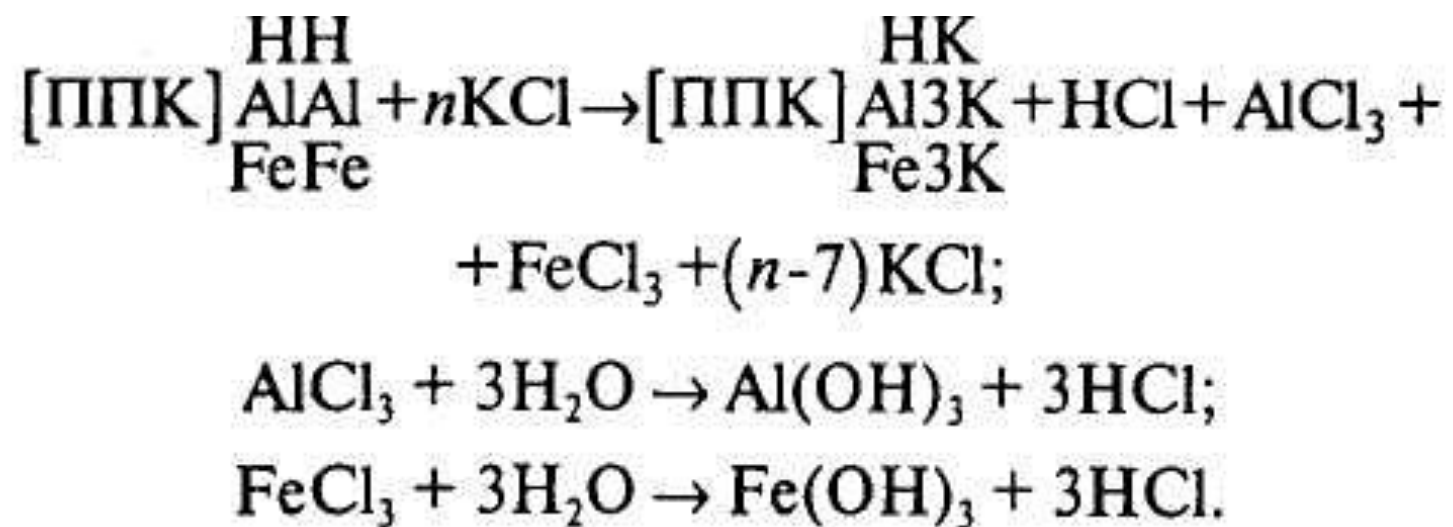 HH HK
[ППК] AlAl + nKCl → [ППК] Al3K + HCl + AlCl₃ +
FeFe Fe3K
+ FeCl₃ + (n-7)KCl;
AlCl₃ + 3H₂O → Al(OH)₃ + 3HCl;
FeCl₃ + 3H₂O → Fe(OH)₃ + 3HCl.